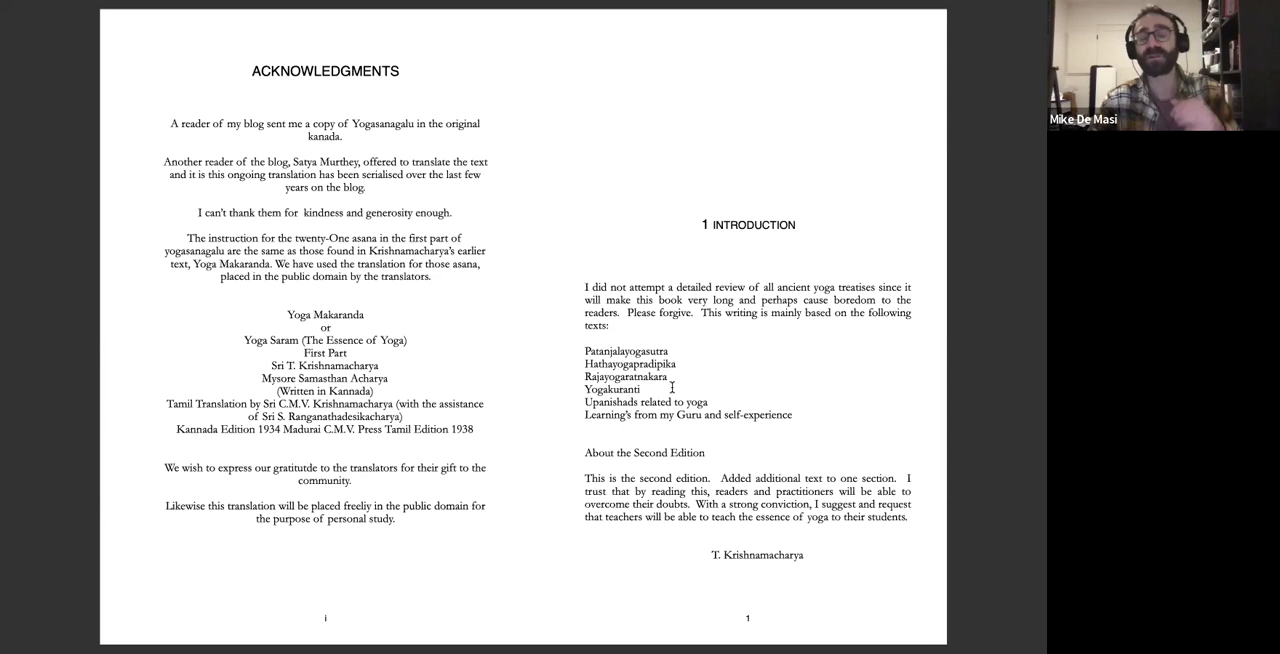 ACKNOWLEDGMENTS
A reader of my blog sent me a copy of Yogasanagalu in the original
kanada.
Another reader of the blog, Satya Murthey, offered to translate the text
and it is this ongoing translation has been serialised over the last few
years on the blog.
I can't thank them for kindness and generosity enough.
The instruction for the twenty-One asana in the first part of
yogasanagalu are the same as those found in Krishnamacharya's earlier
text, Yoga Makaranda. We have used the translation for those asana,
placed in the public domain by the translators.
Yoga Makaranda
or
Yoga Saram (The Essence of Yoga)
First Part
Sri T. Krishnamacharya
Mysore Samasthan Acharya
(Written in Kannada)
Tamil Translation by Sri C.M.V. Krishnamacharya (with the assistance
of Sri S. Ranganathadesikacharya)
Kannada Edition 1934 Madurai C.M.V. Press Tamil Edition 1938
We wish to express our gratitutde to the translators for their gift to the
community.
Likewise this translation will be placed freeliy in the public domain for
the purpose of personal study.
i
1 INTRODUCTION
I did not attempt a detailed review of all ancient yoga treatises since it
will make this book very long and perhaps cause boredom to the
readers. Please forgive. This writing is mainly based on the following
texts:
Patanjalayogasutra
Hathayogapradipika
Rajayogaratnakara
Yogakuranti
Upanishads related to yoga
Learning's from my Guru and self-experience
About the Second Edition
This is the second edition. Added additional text to one section. I
trust that by reading this, readers and practitioners will be able to
overcome their doubts. With a strong conviction, I suggest and request
that teachers will be able to teach the essence of yoga to their students.
T. Krishnamacharya
1
Mike De Masi